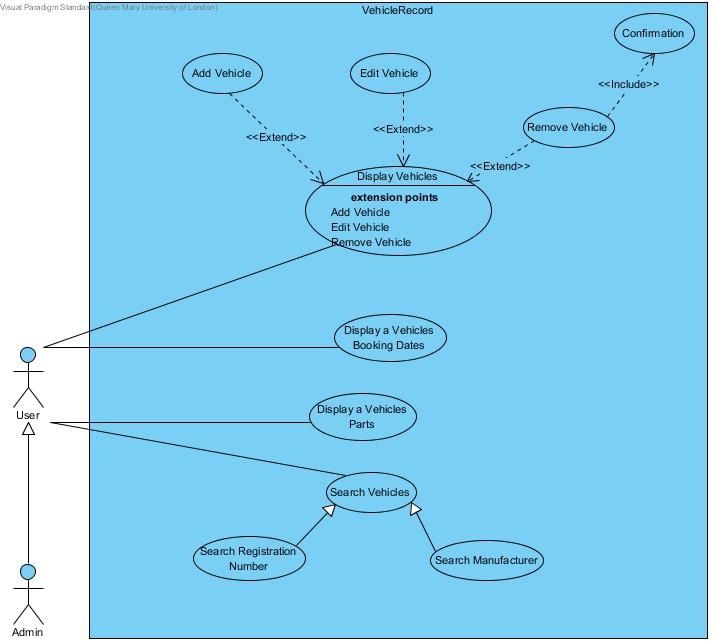 Visual Paradigm Standard(Queen Mary University of London)
VehicleRecord
Confirmation
Add Vehicle
Edit Vehicle
<<Include>>
Remove Vehicle
<<Extend>>
<<Extend>>
<<Extend>>
Display Vehicles
extension points
Add Vehicle
Edit Vehicle
Remove Vehicle
Display a Vehicles
Booking Dates
User
Display a Vehicles
Parts
Search Vehicles
Search Registration
Number
Search Manufacturer
Admin